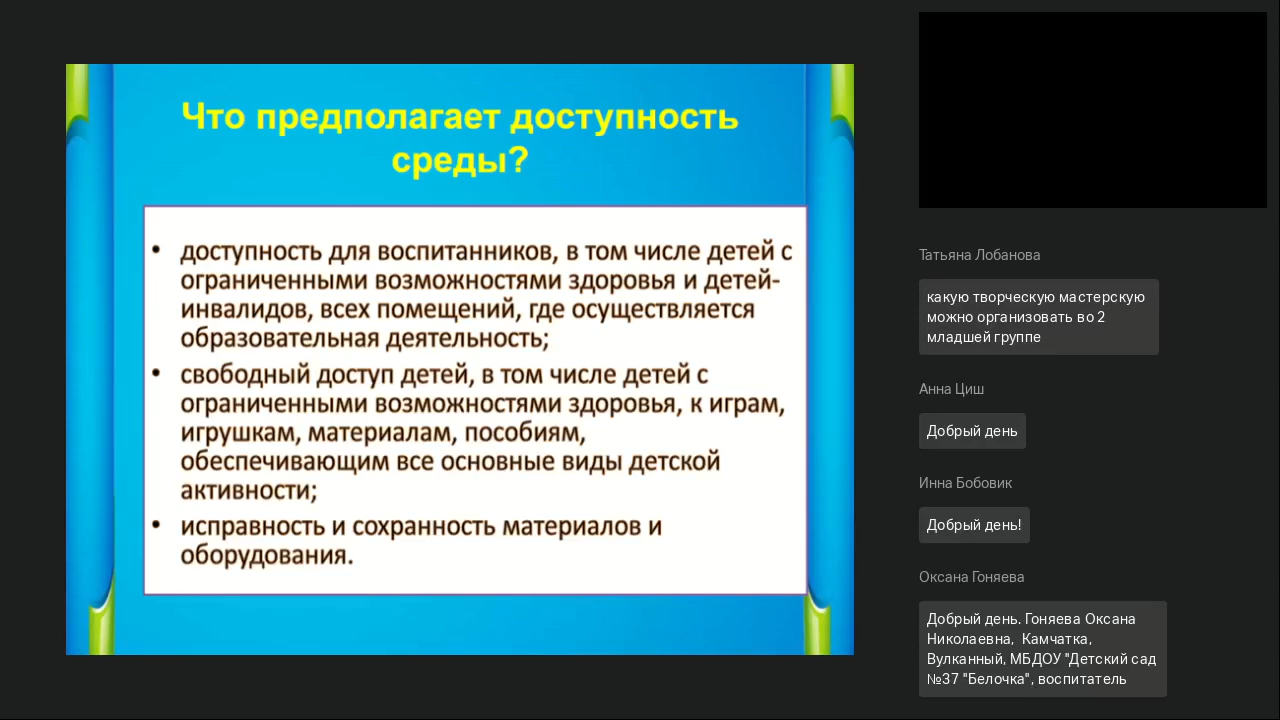 Что предполагает доступность
среды?
• доступность для воспитанников, в том числе детей с
ограниченными возможностями здоровья и детей-
инвалидов, всех помещений, где осуществляется
образовательная деятельность;
• свободный доступ детей, в том числе детей с
ограниченными возможностями здоровья, к играм,
игрушкам, материалам, пособиям,
обеспечивающим все основные виды детской
активности;
• исправность и сохранность материалов и
оборудования.
Татьяна Лобанова
какую творческую мастерскую
можно организовать во 2
младшей группе
Анна Циш
Добрый день
Инна Бобовик
Добрый день!
Оксана Гоняева
Добрый день. Гоняева Оксана
Николаевна, Камчатка,
Вулканный, МБДОУ "Детский сад
№37 "Белочка", воспитатель